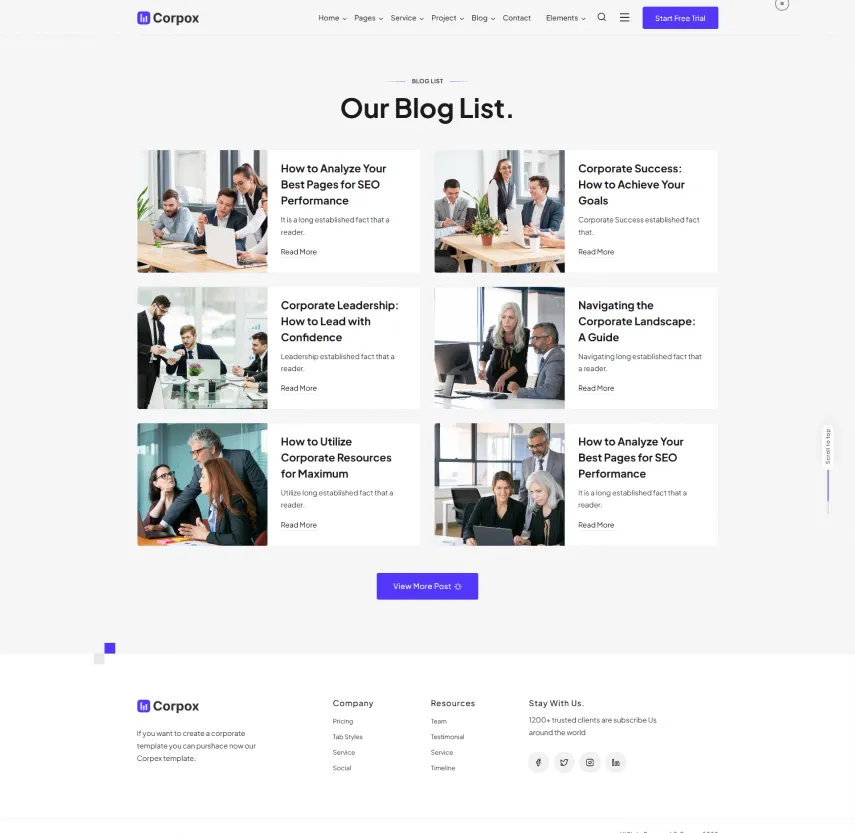 Corpox
Home Pages Service Project Blog Contact Elements
Start Free Trial
BLOG LIST
Our Blog List.
How to Analyze Your
Best Pages for SEO
Performance
It is a long established fact that a
reader.
Read More
Corporate Success:
How to Achieve Your
Goals
Corporate Success established fact
that.
Read More
Corporate Leadership:
How to Lead with
Confidence
Leadership established fact that a
reader.
Read More
Navigating the
Corporate Landscape:
A Guide
Navigating long established fact that
a reader.
Read More
How to Utilize
Corporate Resources
for Maximum
Utilize long established fact that a
reader.
Read More
How to Analyze Your
Best Pages for SEO
Performance
It is a long established fact that a
reader.
Read More
Scroll to top
View More Post
Corpox
If you want to create a corporate
template you can purshace now our
Corpex template.
Company
Pricing
Tab Styles
Service
Social
Resources
Team
Testimonial
Service
Timeline
Stay With Us.
1200+ trusted clients are subscribe Us
around the world